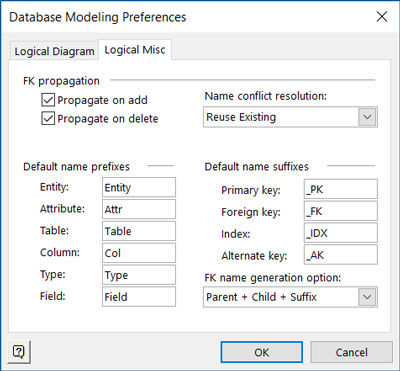 Database Modeling Preferences
Logical Diagram
Logical Misc
FK propagation
Propagate on add
Propagate on delete
Name conflict resolution:
Reuse Existing
Default name prefixes
Entity: Entity
Attribute: Attr
Table: Table
Column: Col
Type: Type
Field: Field
Default name suffixes
Primary key: _PK
Foreign key: _FK
Index: _IDX
Alternate key: _AK
FK name generation option:
Parent + Child + Suffix
?
OK
Cancel